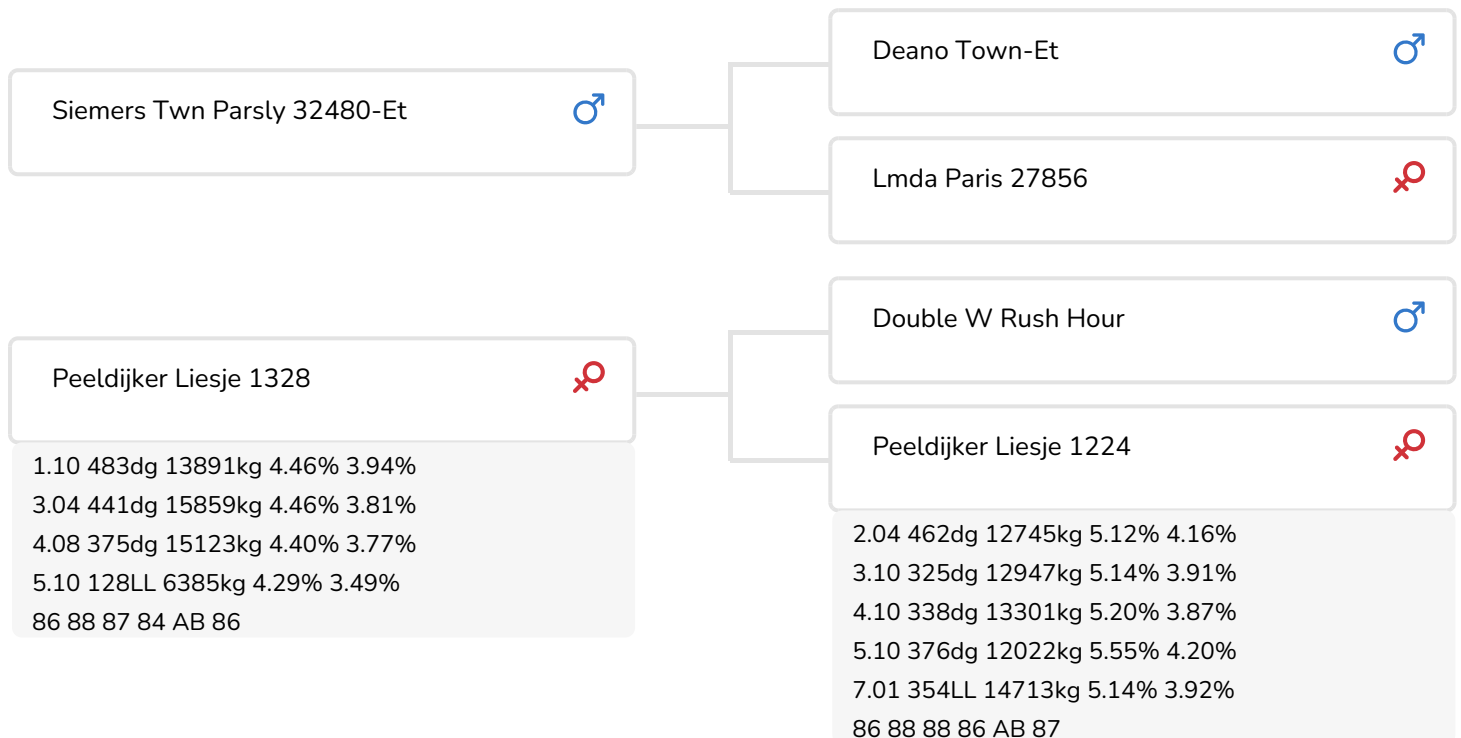 Siemers Twn Parsly 32480-Et
Deano Town-Et
Lmda Paris 27856
Peeldijker Liesje 1328
1.10 483dg 13891kg 4.46% 3.94%
3.04 441dg 15859kg 4.46% 3.81%
4.08 375dg 15123kg 4.40% 3.77%
5.10 128LL 6385kg 4.29% 3.49%
86 88 87 84 AB 86
Double W Rush Hour
Peeldijker Liesje 1224
2.04 462dg 12745kg 5.12% 4.16%
3.10 325dg 12947kg 5.14% 3.91%
4.10 338dg 13301kg 5.20% 3.87%
5.10 376dg 12022kg 5.55% 4.20%
7.01 354LL 14713kg 5.14% 3.92%
86 88 88 86 AB 87